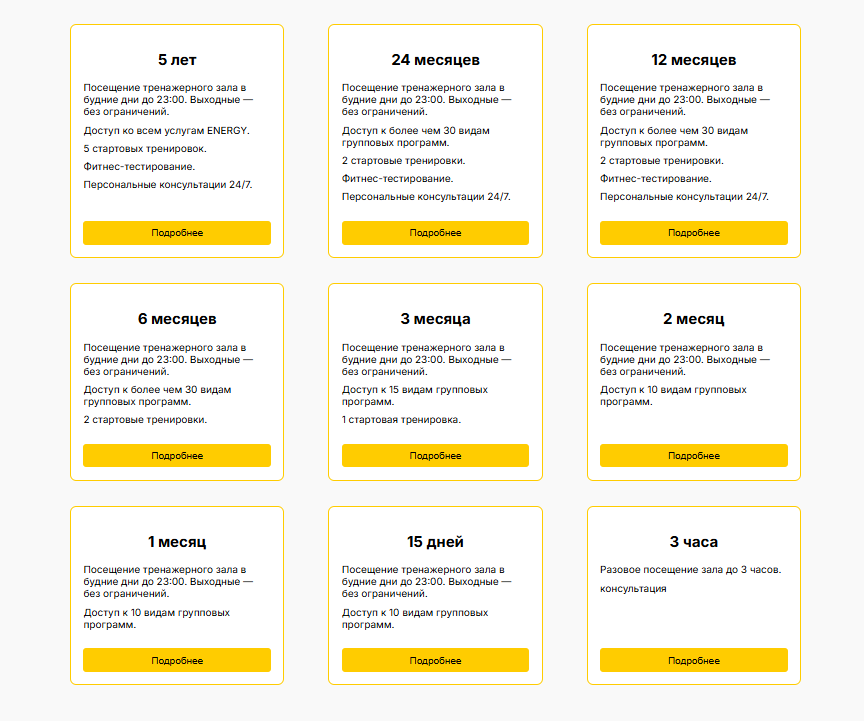 5 лет
Посещение тренажерного зала в
будние дни до 23:00. Выходные —
без ограничений.
Доступ ко всем услугам ENERGY.
5 стартовых тренировок.
Фитнес-тестирование.
Персональные консультации 24/7.
Подробнее
24 месяцев
Посещение тренажерного зала в
будние дни до 23:00. Выходные —
без ограничений.
Доступ к более чем 30 видам
групповых программ.
2 стартовые тренировки.
Фитнес-тестирование.
Персональные консультации 24/7.
Подробнее
12 месяцев
Посещение тренажерного зала в
будние дни до 23:00. Выходные —
без ограничений.
Доступ к более чем 30 видам
групповых программ.
2 стартовые тренировки.
Фитнес-тестирование.
Персональные консультации 24/7.
Подробнее
6 месяцев
Посещение тренажерного зала в
будние дни до 23:00. Выходные —
без ограничений.
Доступ к более чем 30 видам
групповых программ.
2 стартовые тренировки.
Подробнее
3 месяца
Посещение тренажерного зала в
будние дни до 23:00. Выходные —
без ограничений.
Доступ к 15 видам групповых
программ.
1 стартовая тренировка.
Подробнее
2 месяц
Посещение тренажерного зала в
будние дни до 23:00. Выходные —
без ограничений.
Доступ к 10 видам групповых
программ.
Подробнее
1 месяц
Посещение тренажерного зала в
будние дни до 23:00. Выходные —
без ограничений.
Доступ к 10 видам групповых
программ.
Подробнее
15 дней
Посещение тренажерного зала в
будние дни до 23:00. Выходные —
без ограничений.
Доступ к 10 видам групповых
программ.
Подробнее
3 часа
Разовое посещение зала до 3 часов.
консультация
Подробнее